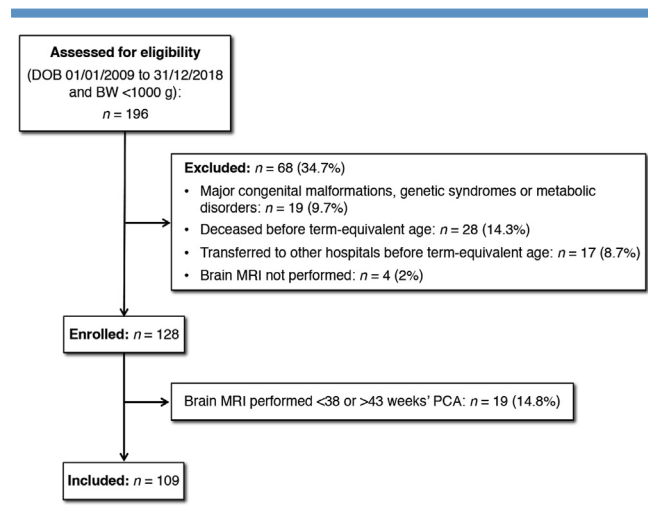 Assessed for eligibility
(DOB 01/01/2009 to 31/12/2018
and BW <1000 g):
n = 196
Excluded: n = 68 (34.7%)
• Major congenital malformations, genetic syndromes or metabolic
disorders: n = 19 (9.7%)
• Deceased before term-equivalent age: n = 28 (14.3%)
• Transferred to other hospitals before term-equivalent age: n = 17 (8.7%)
• Brain MRI not performed: n = 4 (2%)
Enrolled: n = 128
Brain MRI performed <38 or >43 weeks’ PCA: n = 19 (14.8%)
Included: n = 109